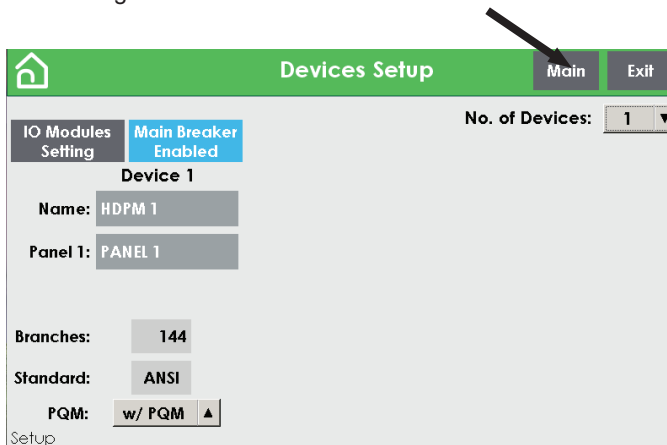 Devices Setup Main Exit
No. of Devices: 1
IO Modules Main Breaker
Setting Enabled
Device 1
Name: HDPM 1
Panel 1: PANEL 1
Branches: 144
Standard: ANSI
PQM: w/ PQM
Setup